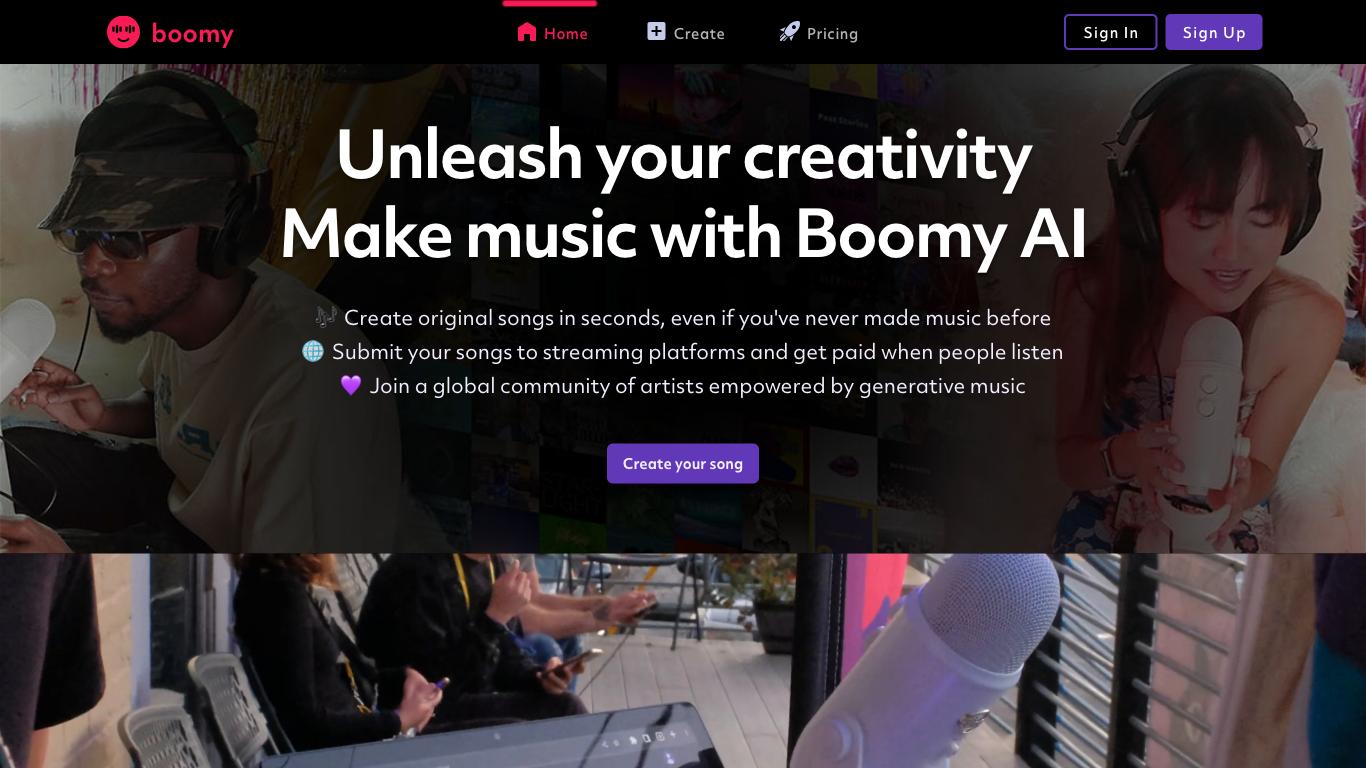 boomy
Home
Create
Pricing
Sign In
Sign Up
Past Stories
Unleash your creativity
Make music with Boomy AI
🎶 Create original songs in seconds, even if you've never made music before
🌐 Submit your songs to streaming platforms and get paid when people listen
💜 Join a global community of artists empowered by generative music
Create your song